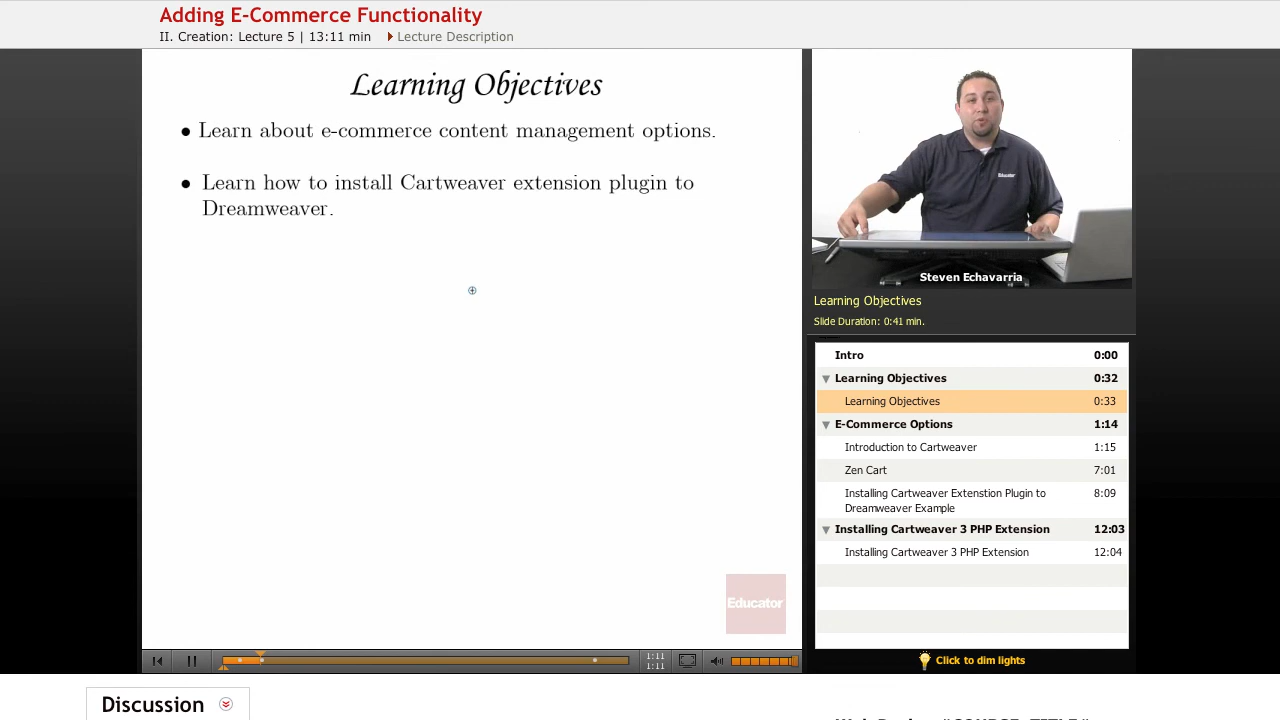 Adding E-Commerce Functionality
II. Creation: Lecture 5 | 13:11 min Lecture Description
Learning Objectives
Learn about e-commerce content management options.
Learn how to install Cartweaver extension plugin to
Dreamweaver.
Educator
1:11
1:11
Educator
Steven Echavarria
Learning Objectives
Slide Duration: 0:41 min.
Intro 0:00
Learning Objectives 0:32
Learning Objectives 0:33
E-Commerce Options 1:14
Introduction to Cartweaver 1:15
Zen Cart 7:01
Installing Cartweaver Extenstion Plugin to 8:09
Dreamweaver Example
Installing Cartweaver 3 PHP Extension 12:03
Installing Cartweaver 3 PHP Extension 12:04
Click to dim lights
Discussion